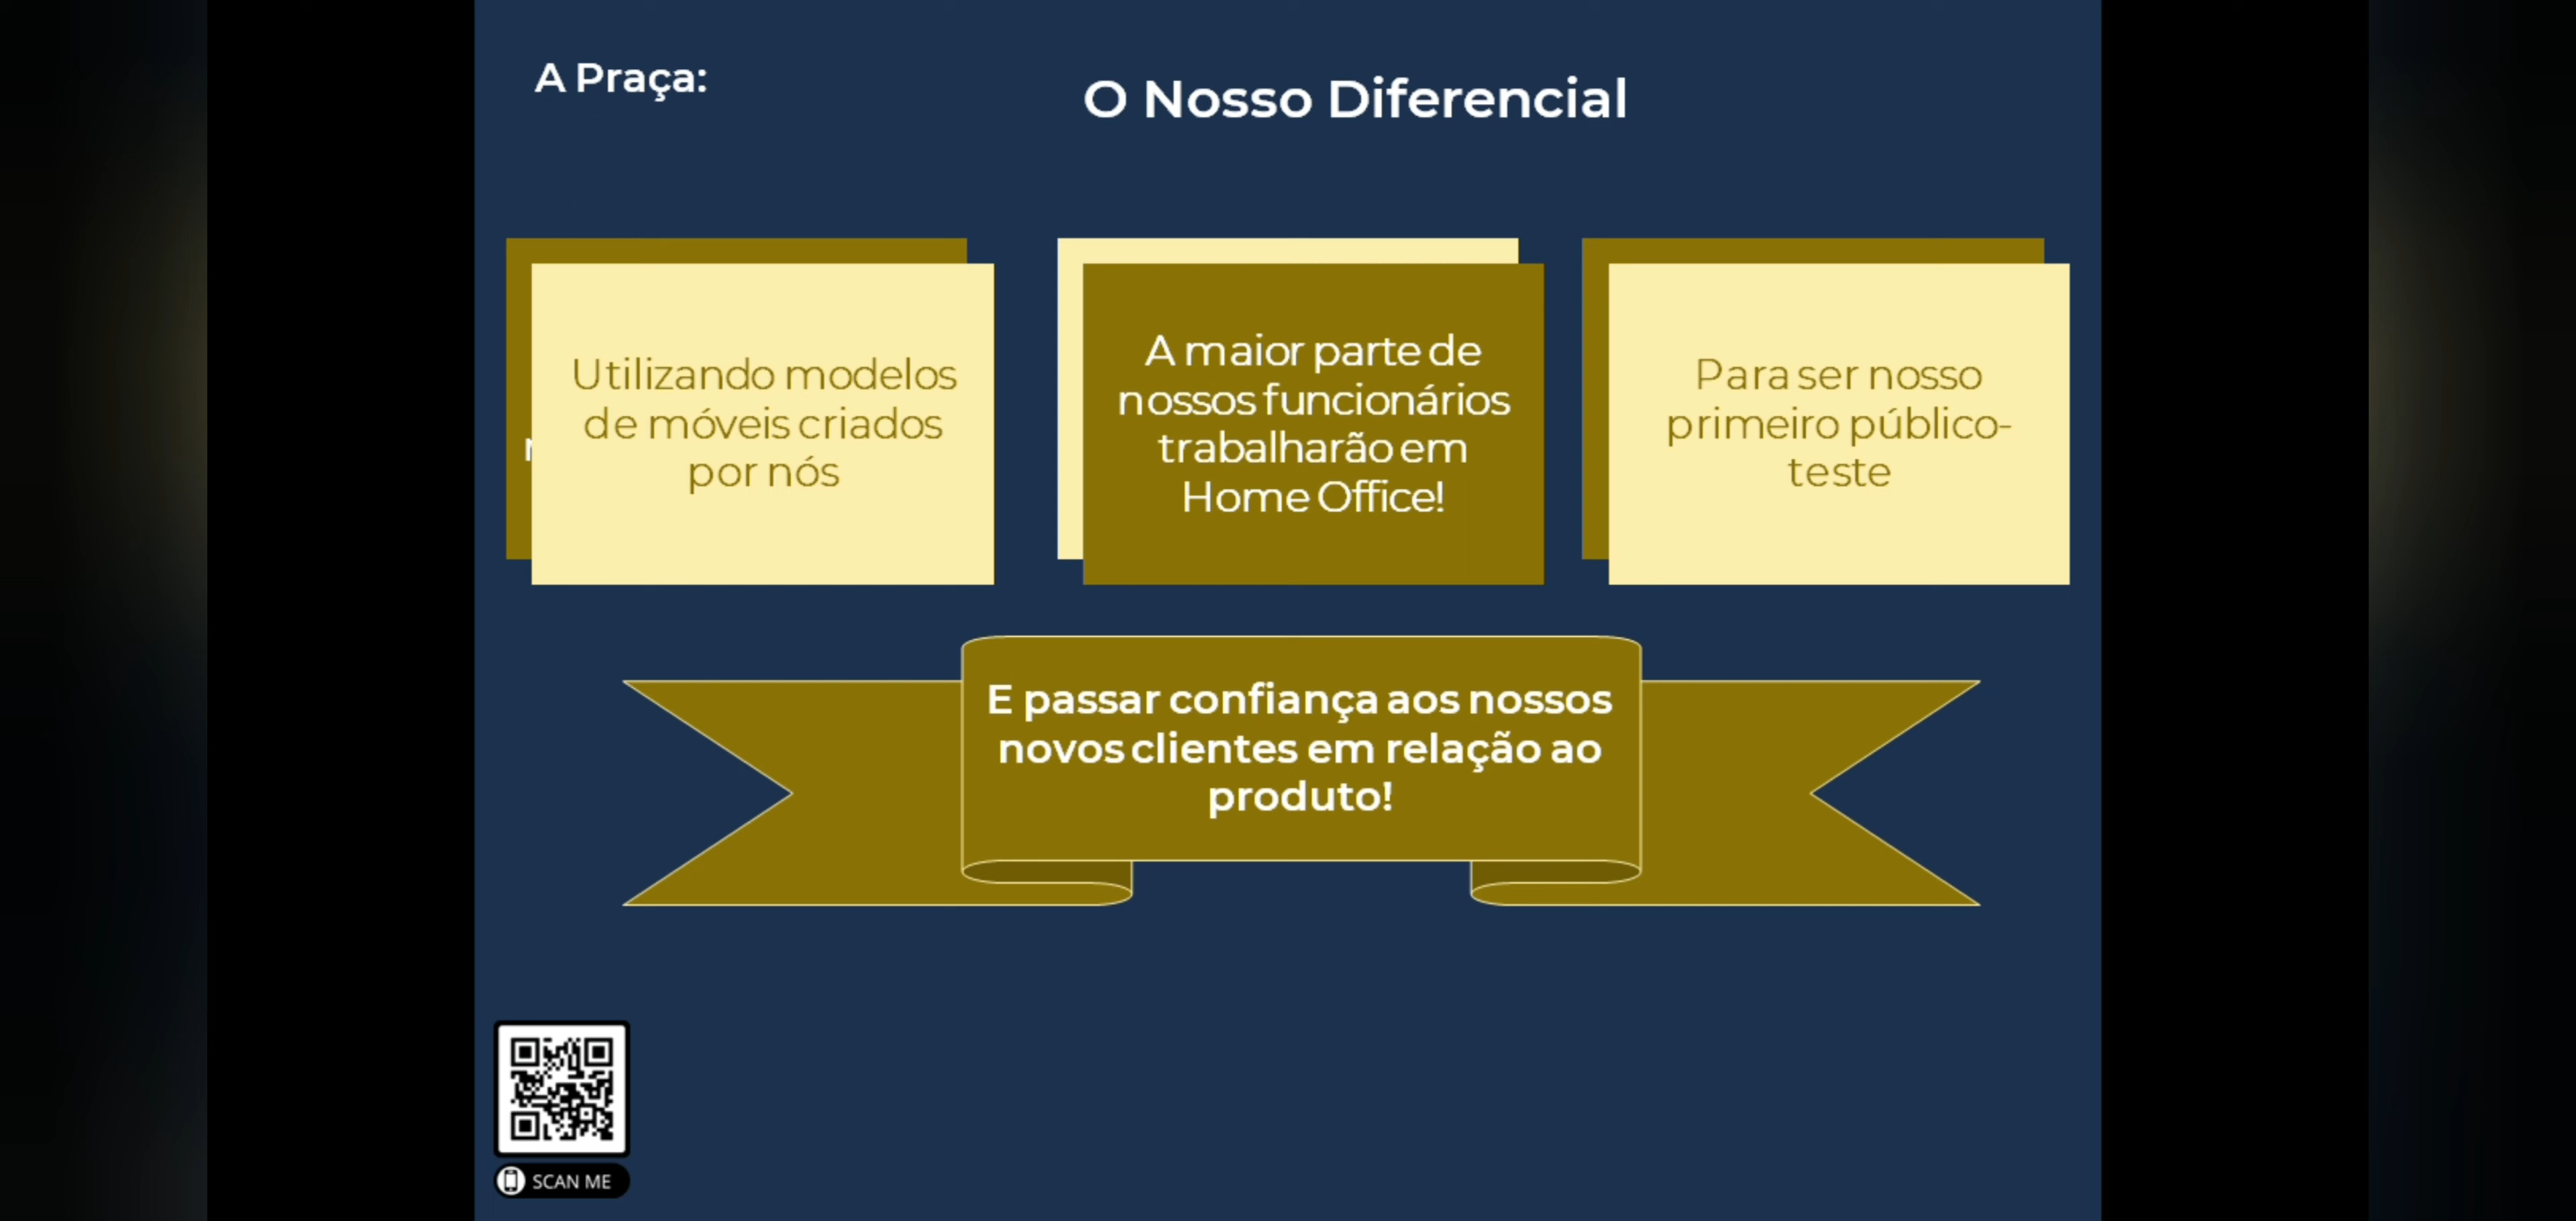 A Praça:
O Nosso Diferencial
Utilizando modelos
de móveis criados
por nós
A maior parte de
nossos funcionários
trabalharão em
Home Office!
Para ser nosso
primeiro público-
teste
E passar confiança aos nossos
novos clientes em relação ao
produto!
SCAN ME